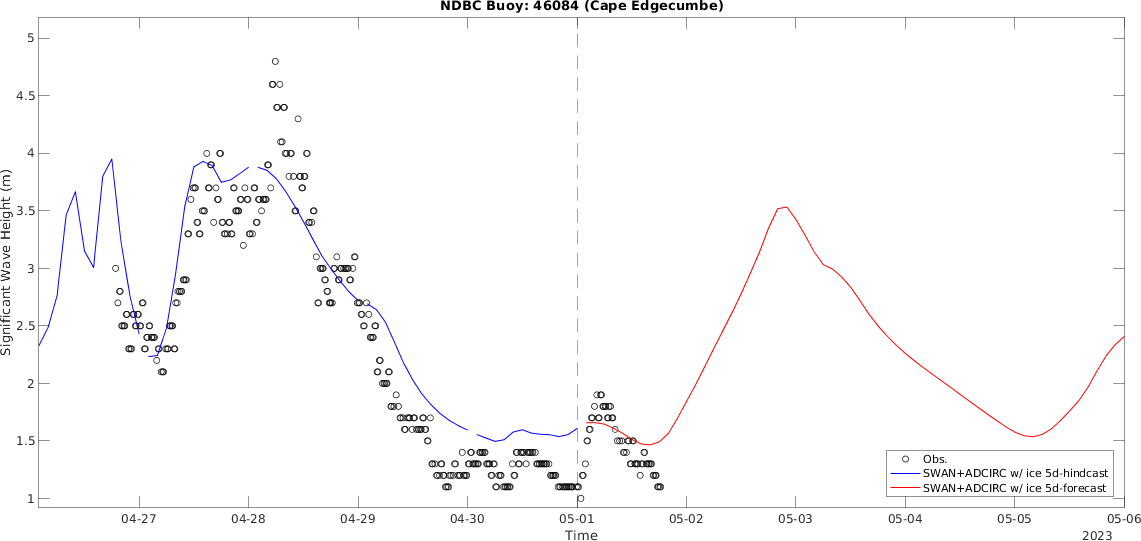 NDBC Buoy: 46084 (Cape Edgecumbe)
5
4.5
4
3.5
3
2.5
2
1.5
1
Significant Wave Height (m)
Obs.
SWAN+ADCIRC w/ ice 5d-hindcast
SWAN+ADCIRC w/ ice 5d-forecast
04-27 04-28 04-29 04-30 05-01 05-02 05-03 05-04 05-05 05-06
Time
2023